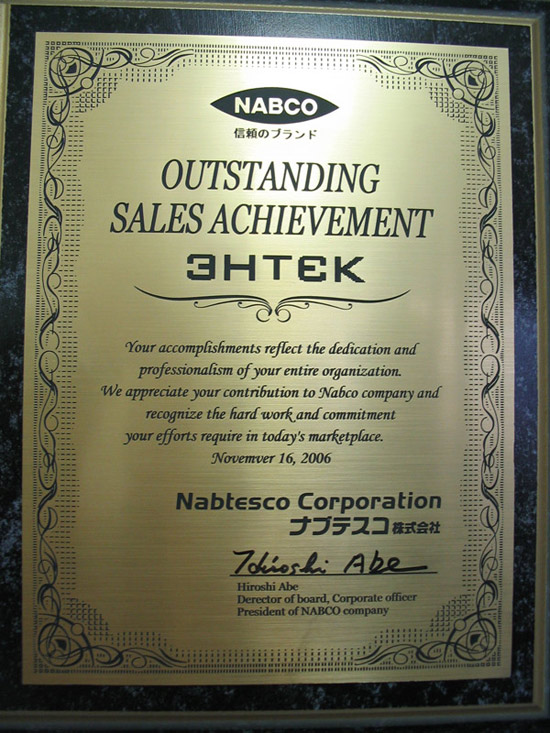 NABCO
信頼のブランド
OUTSTANDING
SALES ACHIEVEMENT
ЭНТЕК
Your accomplishments reflect the dedication and
professionalism of your entire organization.
We appreciate your contribution to Nabco company and
recognize the hard work and commitment
your efforts require in today's marketplace.
Novemver 16, 2006
Nabtesco Corporation
ナブテスコ株式会社
Hiroshi Abe
Hiroshi Abe
Derector of board, Corporate officer
President of NABCO company